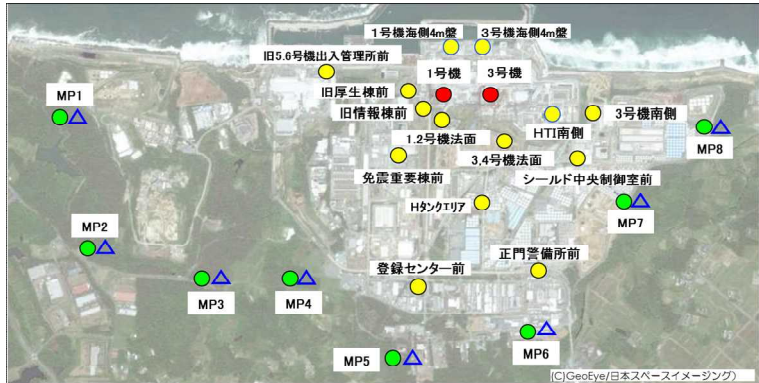 1号機海側4m盤
3号機海側4m盤
旧5.6号機出入管理所前
1号機
3号機
MP1
旧厚生棟前
旧情報棟前
3号機南側
HTI南側
MP8
1.2号機法面
3,4号機法面
免震重要棟前
シールド中央制御室前
Hタンクエリア
MP7
MP2
正門警備所前
登録センター前
MP3
MP4
MP5
MP6
(C)GeoEye/日本スペースイメージング)